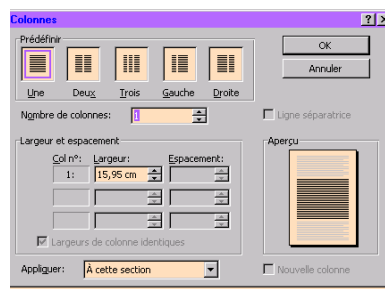 Colonnes
Prédéfinir
Une Deux Trois Gauche Droite
OK
Annuler
Nombre de colonnes: 1
Ligne séparatrice
Largeur et espacement
Aperçu
Col n°: Largeur: Espacement:
1: 15,95 cm
Largeurs de colonne identiques
Appliquer: À cette section
Nouvelle colonne